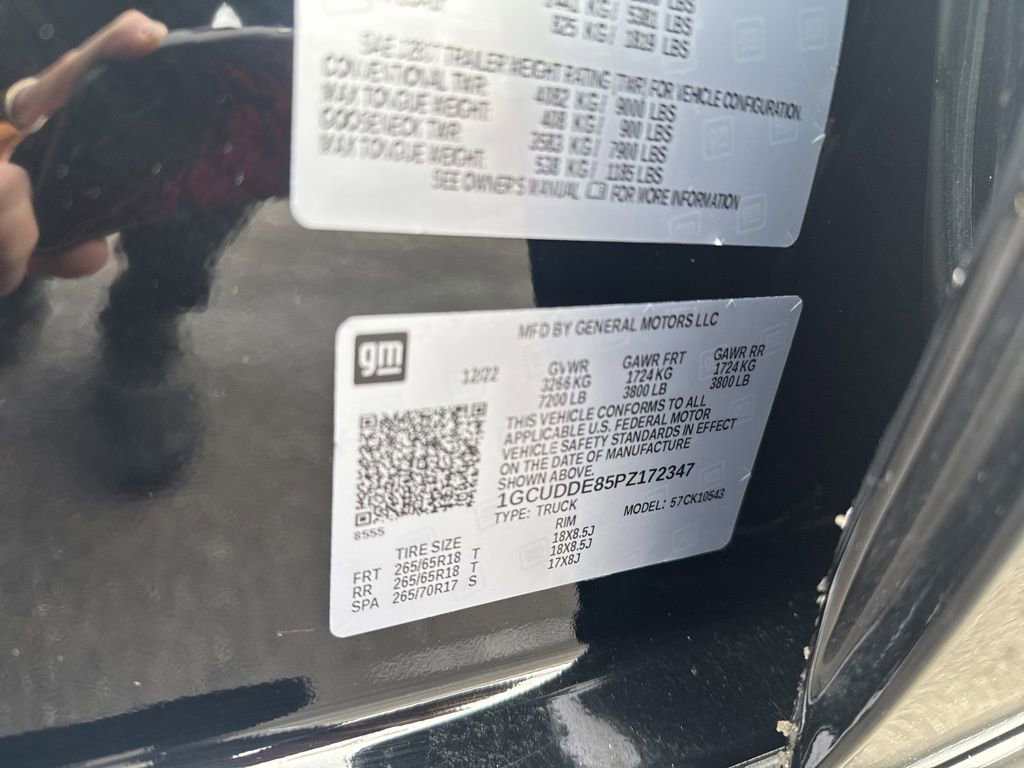 825 KG / 1819 LBS
SAE J2807 TRAILER WEIGHT RATING (TWR) FOR VEHICLE CONFIGURATION.
CONVENTIONAL TWR: 4082 KG / 9000 LBS
MAX TONGUE WEIGHT: 408 KG / 900 LBS
GOOSENECK TWR: 3583 KG / 7900 LBS
MAX TONGUE WEIGHT: 538 KG / 1185 LBS
SEE OWNER'S MANUAL FOR MORE INFORMATION
gm
MFD BY GENERAL MOTORS LLC
12/22 GVWR GAWR FRT GAWR RR
3266 KG 1724 KG 1724 KG
7200 LB 3800 LB 3800 LB
THIS VEHICLE CONFORMS TO ALL
APPLICABLE U.S. FEDERAL MOTOR
VEHICLE SAFETY STANDARDS IN EFFECT
ON THE DATE OF MANUFACTURE
SHOWN ABOVE.
1GCUDDE85PZ172347
TYPE: TRUCK MODEL: 57CK10543
8555
TIRE SIZE RIM
FRT 265/65R18 T 18X8.5J
RR 265/65R18 T 18X8.5J
SPA 265/70R17 S 17X8J